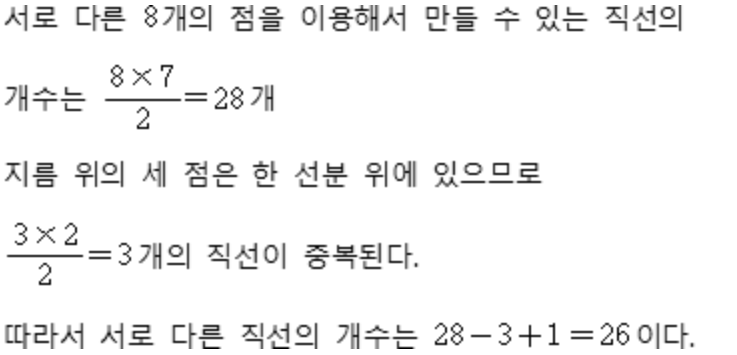 서로 다른 8개의 점을 이용해서 만들 수 있는 직선의
개수는 \frac{8×7}{2}=28개
지름 위의 세 점은 한 선분 위에 있으므로
\frac{3×2}{2}=3개의 직선이 중복된다.
따라서 서로 다른 직선의 개수는 28-3+1=26이다.